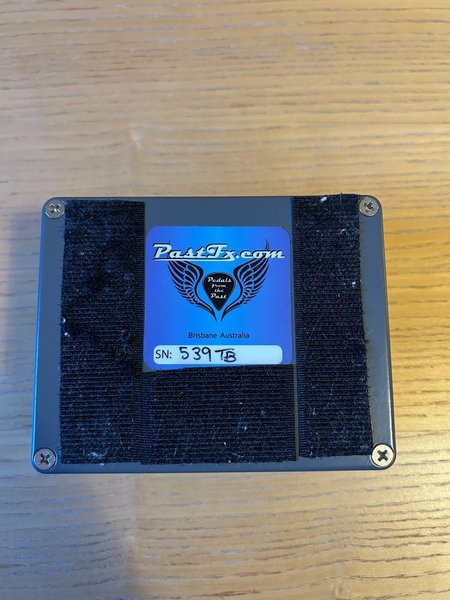 PastFx.com
Pedals
from
the
Past
Brisbane Australia
SN: 539TB